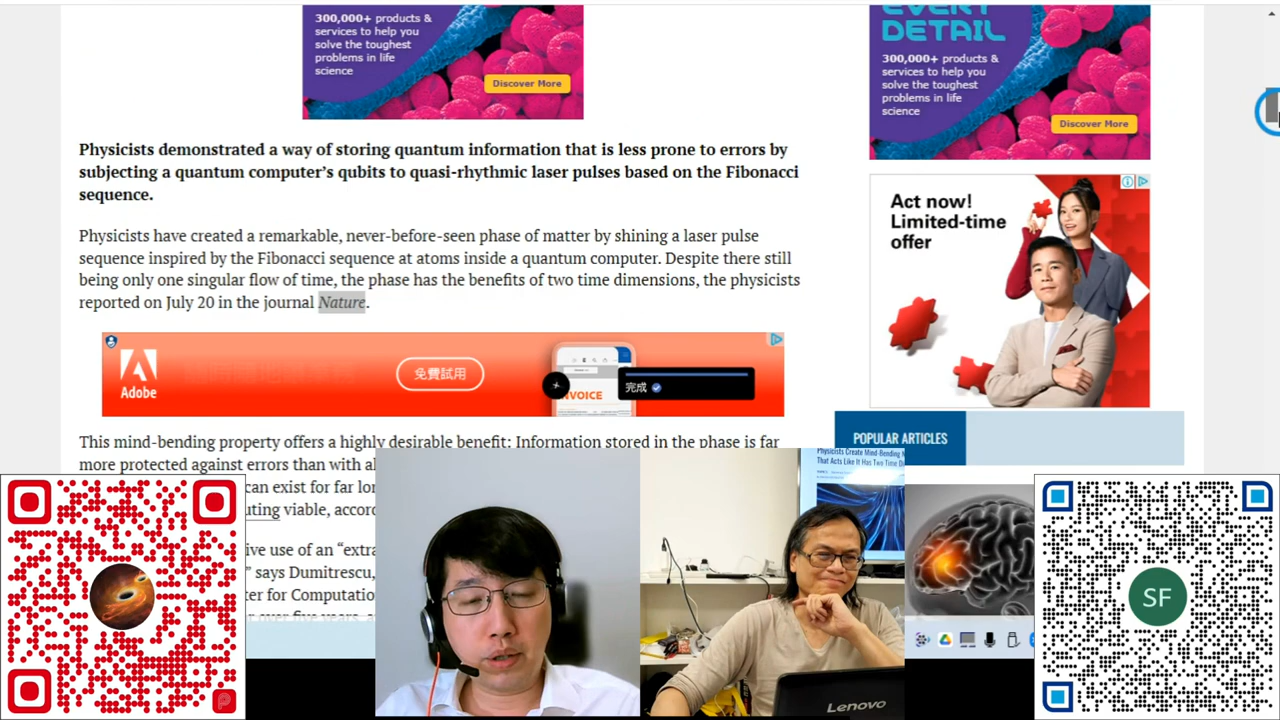 300,000+ products &
services to help you
solve the toughest
problems in life
science
Discover More
EVERY
DETAIL
300,000+ products &
services to help you
solve the toughest
problems in life
science
Discover More
Physicists demonstrated a way of storing quantum information that is less prone to errors by
subjecting a quantum computer's qubits to quasi-rhythmic laser pulses based on the Fibonacci
sequence.
Physicists have created a remarkable, never-before-seen phase of matter by shining a laser pulse
sequence inspired by the Fibonacci sequence at atoms inside a quantum computer. Despite there still
being only one singular flow of time, the phase has the benefits of two time dimensions, the physicists
reported on July 20 in the journal Nature.
Act now!
Limited-time
offer
Adobe
免費試用
INVOICE
完成
This mind-bending property offers a highly desirable benefit: Information stored in the phase is far
more protected against errors than with al
can exist for far lon
uting viable, accor
ive use of an "extra
" says Dumitrescu,
ter for Computatio
POPULAR ARTICLES
Physicists Create Mind-Bending
That Acts Like It Has Two Time Di
Lenovo
SF